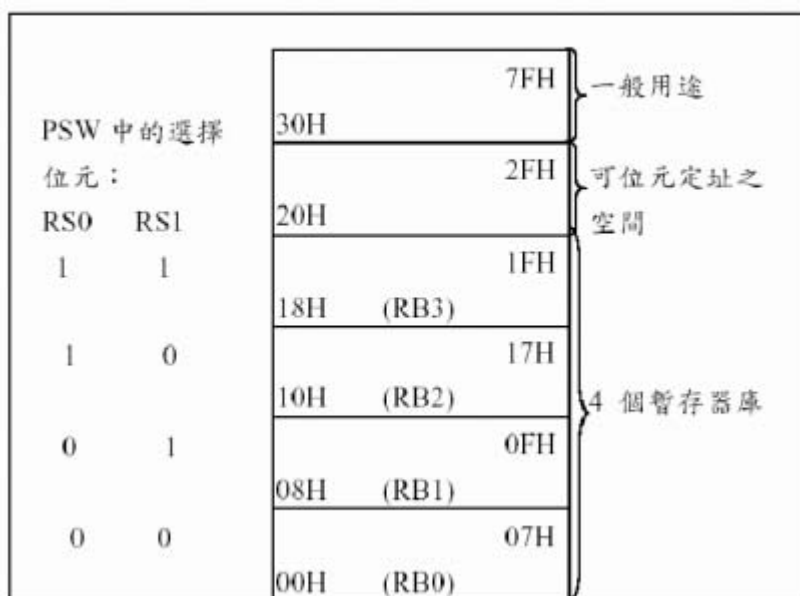 7FH
一般用途
PSW 中的選擇
30H
位元：
2FH
可位元定址之
RS0 RS1
20H
空間
1 1
1FH
18H (RB3)
1 0
17H
10H (RB2)
4 個暫存器庫
0 1
0FH
08H (RB1)
0 0
07H
00H (RB0)